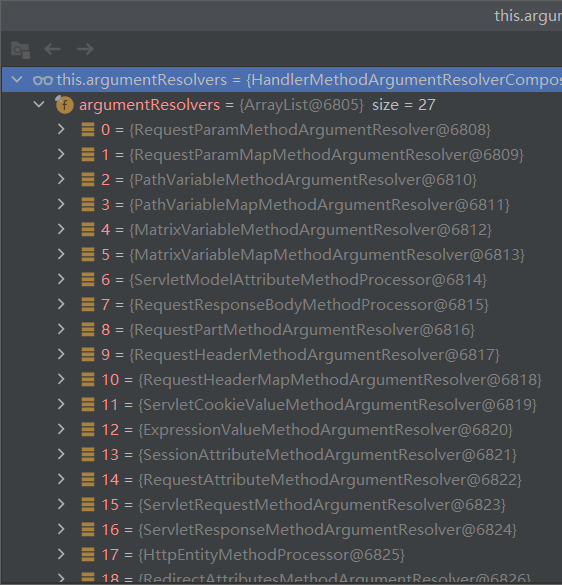 this.argu
this.argumentResolvers = {HandlerMethodArgumentResolverCompos
argumentResolvers = {ArrayList@6805} size = 27
0 = {RequestParamMethodArgumentResolver@6808}
1 = {RequestParamMapMethodArgumentResolver@6809}
2 = {PathVariableMethodArgumentResolver@6810}
3 = {PathVariableMapMethodArgumentResolver@6811}
4 = {MatrixVariableMethodArgumentResolver@6812}
5 = {MatrixVariableMapMethodArgumentResolver@6813}
6 = {ServletModelAttributeMethodProcessor@6814}
7 = {RequestResponseBodyMethodProcessor@6815}
8 = {RequestPartMethodArgumentResolver@6816}
9 = {RequestHeaderMethodArgumentResolver@6817}
10 = {RequestHeaderMapMethodArgumentResolver@6818}
11 = {ServletCookieValueMethodArgumentResolver@6819}
12 = {ExpressionValueMethodArgumentResolver@6820}
13 = {SessionAttributeMethodArgumentResolver@6821}
14 = {RequestAttributeMethodArgumentResolver@6822}
15 = {ServletRequestMethodArgumentResolver@6823}
16 = {ServletResponseMethodArgumentResolver@6824}
17 = {HttpEntityMethodProcessor@6825}
18 = {RedirectAttributesMethodArgumentResolver@6826}